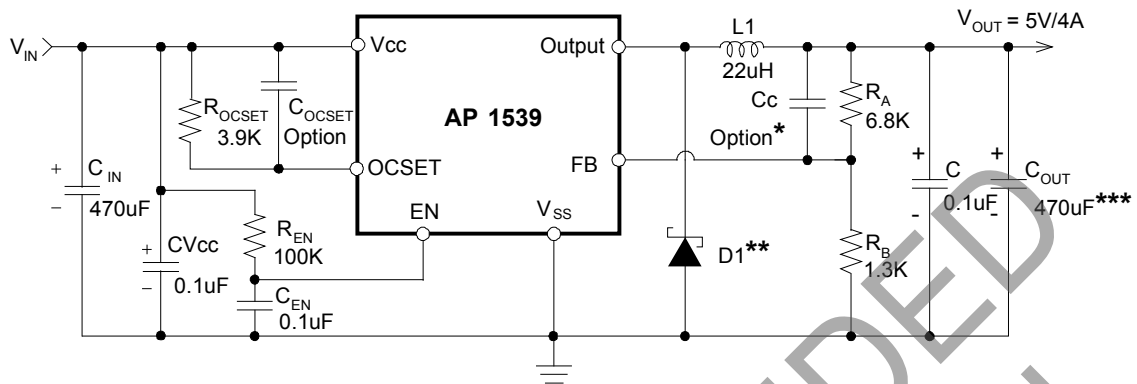 V_IN
Vcc
R_OCSET
3.9K
C_OCSET
Option
OCSET
AP 1539
Output
FB
EN
V_SS
L1
22uH
Cc
Option*
R_A
6.8K
R_B
1.3K
V_OUT = 5V/4A
+
C_IN
470uF
−
+
CVcc
0.1uF
−
R_EN
100K
C_EN
0.1uF
D1**
+
C
0.1uF
-
+
C_OUT
470uF***
-